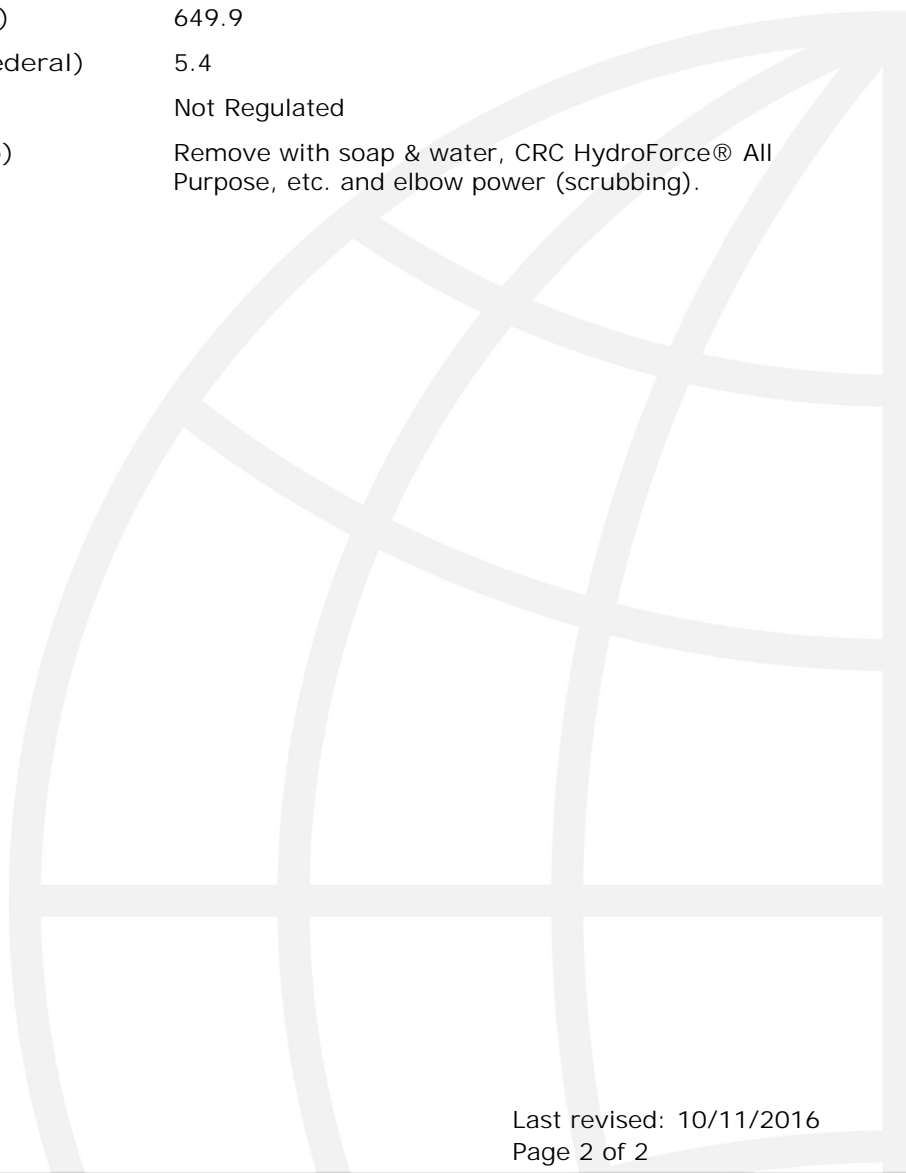 ) 649.9
ederal) 5.4
Not Regulated
) Remove with soap & water, CRC HydroForce® All
Purpose, etc. and elbow power (scrubbing).
Last revised: 10/11/2016
Page 2 of 2